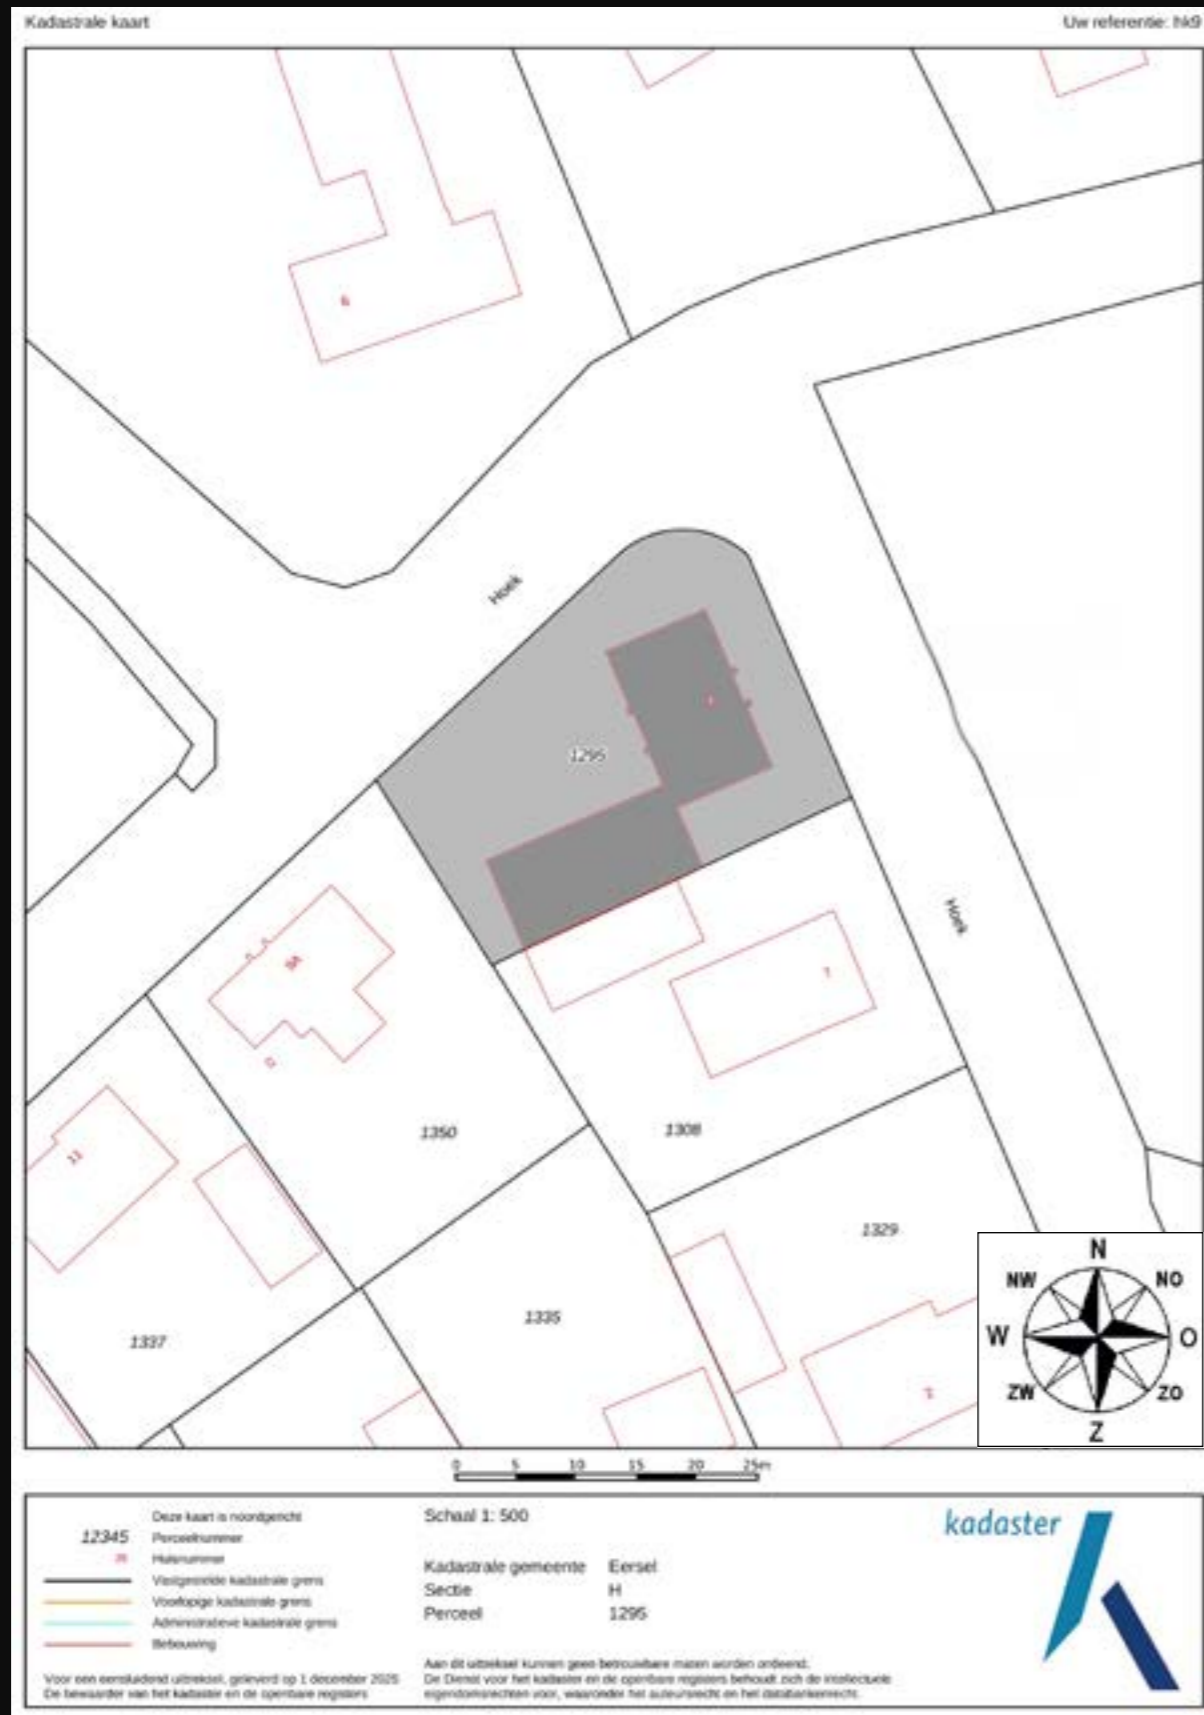 Kadastrale kaart
Uw referentie: hk9
6
Hoek
1295
Hoek
9A
7
11
1350
1308
1329
1335
1337
N
NW
NO
W
O
ZW
ZO
Z
0 5 10 15 20 25m
Deze kaart is noordgericht
12345 Perceelnummer
Huisnummer
Vastgestelde kadastrale grens
Voorlopige kadastrale grens
Administratieve kadastrale grens
Bebouwing
Voor een eensluidend uittreksel, geleverd op 1 december 2025
De bewaarder van het kadaster en de openbare registers
Schaal 1: 500
Kadastrale gemeente Eersel
Sectie H
Perceel 1295
Aan dit uittreksel kunnen geen betrouwbare maten worden ontleend.
De Dienst voor het kadaster en de openbare registers behoudt zich de intellectuele
eigendomsrechten voor, waaronder het auteursrecht en het databankenrecht.
kadaster